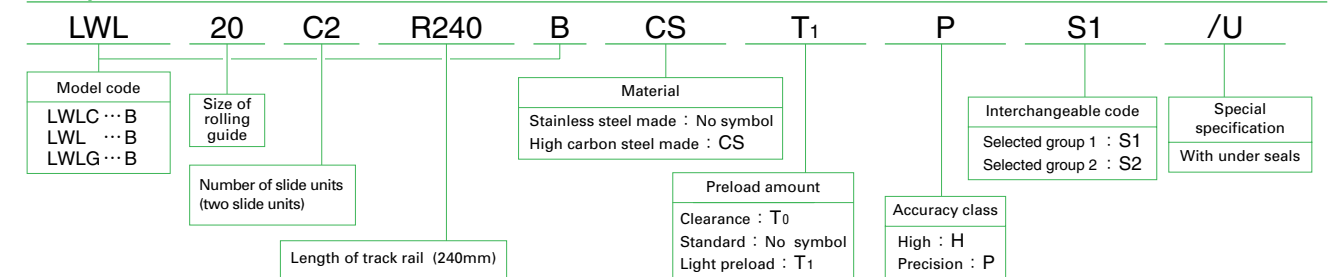 LWL 20 C2 R240 B CS T1 P S1 /U
Model code
LWLC ⋯ B
LWL ⋯ B
LWLG ⋯ B
Size of
rolling
guide
Number of slide units
(two slide units)
Length of track rail (240mm)
Material
Stainless steel made : No symbol
High carbon steel made : CS
Preload amount
Clearance : T0
Standard : No symbol
Light preload : T1
Accuracy class
High : H
Precision : P
Interchangeable code
Selected group 1 : S1
Selected group 2 : S2
Special
specification
With under seals